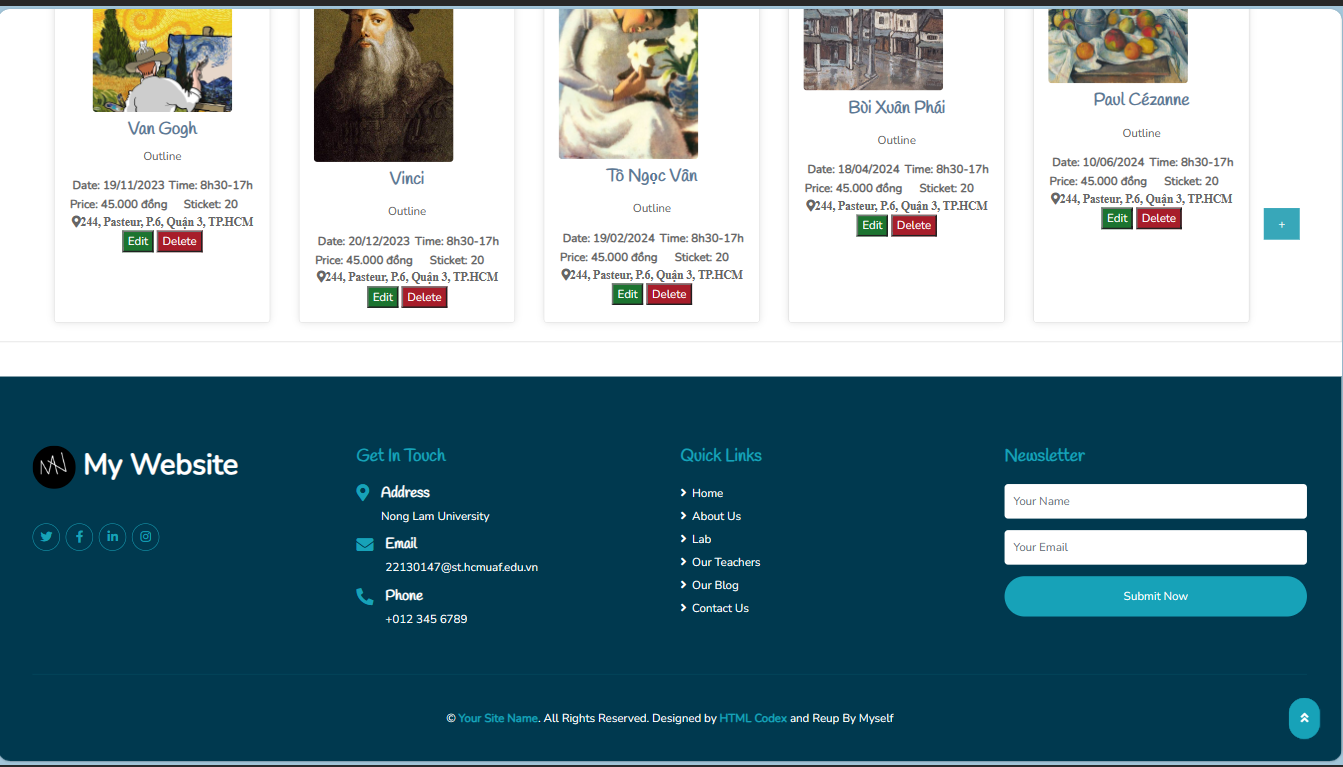 Van Gogh
Outline
Date: 19/11/2023 Time: 8h30-17h
Price: 45.000 đồng Sticket: 20
244, Pasteur, P.6, Quận 3, TP.HCM
Edit Delete
Vinci
Outline
Date: 20/12/2023 Time: 8h30-17h
Price: 45.000 đồng Sticket: 20
244, Pasteur, P.6, Quận 3, TP.HCM
Edit Delete
Tô Ngọc Vân
Outline
Date: 19/02/2024 Time: 8h30-17h
Price: 45.000 đồng Sticket: 20
244, Pasteur, P.6, Quận 3, TP.HCM
Edit Delete
Bùi Xuân Phái
Outline
Date: 18/04/2024 Time: 8h30-17h
Price: 45.000 đồng Sticket: 20
244, Pasteur, P.6, Quận 3, TP.HCM
Edit Delete
Paul Cézanne
Outline
Date: 10/06/2024 Time: 8h30-17h
Price: 45.000 đồng Sticket: 20
244, Pasteur, P.6, Quận 3, TP.HCM
Edit Delete
+
My Website
Get In Touch
Address
Nong Lam University
Email
22130147@st.hcmuaf.edu.vn
Phone
+012 345 6789
Quick Links
Home
About Us
Lab
Our Teachers
Our Blog
Contact Us
Newsletter
Your Name
Your Email
Submit Now
© Your Site Name. All Rights Reserved. Designed by HTML Codex and Reup By Myself